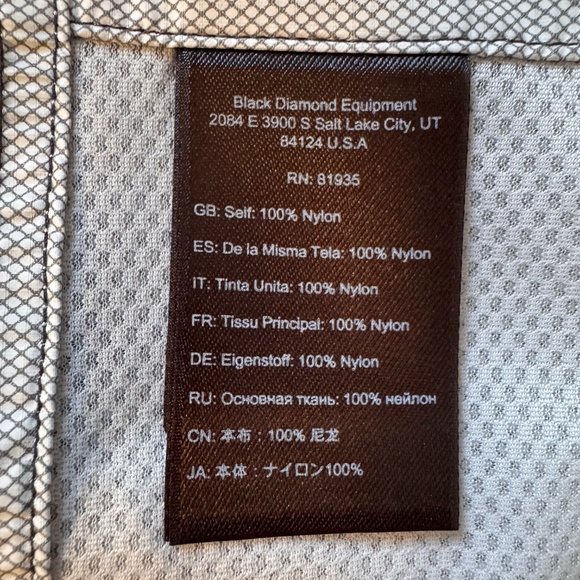 Black Diamond Equipment
2084 E 3900 S Salt Lake City, UT
84124 U.S.A
RN: 81935
GB: Self: 100% Nylon
ES: De la Misma Tela: 100% Nylon
IT: Tinta Unita: 100% Nylon
FR: Tissu Principal: 100% Nylon
DE: Eigenstoff: 100% Nylon
RU: Основная ткань: 100% нейлон
CN: 本布：100% 尼龙
JA: 本体：ナイロン100%